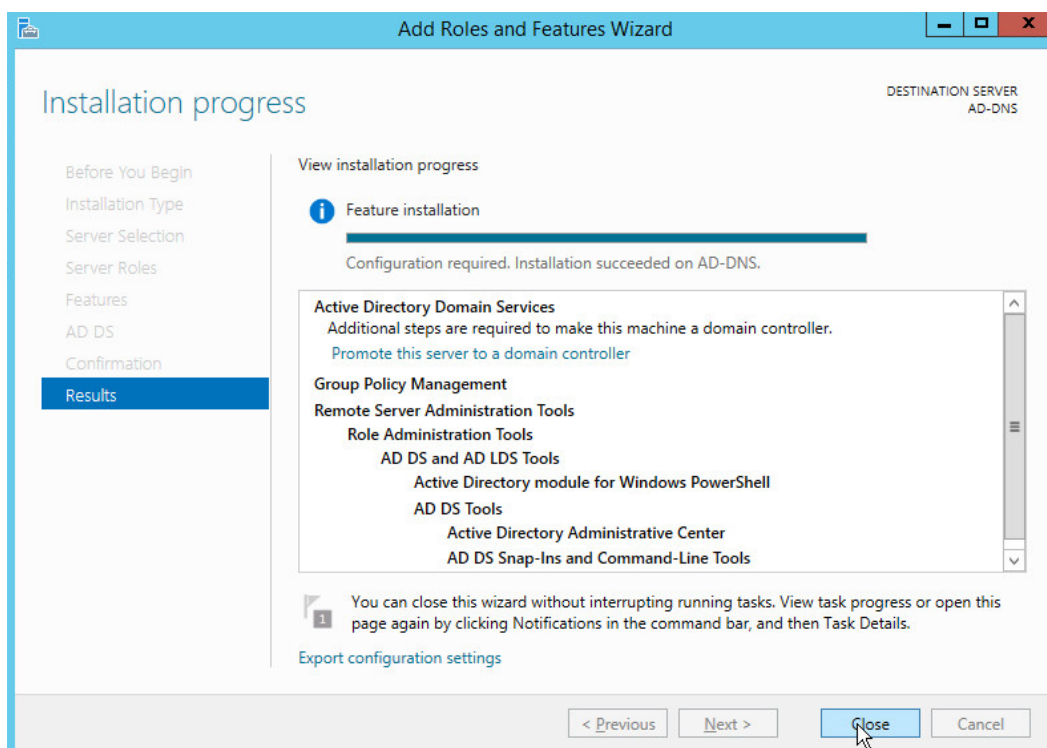 Add Roles and Features Wizard
Installation progress
DESTINATION SERVER
AD-DNS
Before You Begin
Installation Type
Server Selection
Server Roles
Features
AD DS
Confirmation
Results
View installation progress
Feature installation
Configuration required. Installation succeeded on AD-DNS.
Active Directory Domain Services
Additional steps are required to make this machine a domain controller.
Promote this server to a domain controller
Group Policy Management
Remote Server Administration Tools
Role Administration Tools
AD DS and AD LDS Tools
Active Directory module for Windows PowerShell
AD DS Tools
Active Directory Administrative Center
AD DS Snap-Ins and Command-Line Tools
1
You can close this wizard without interrupting running tasks. View task progress or open this
page again by clicking Notifications in the command bar, and then Task Details.
Export configuration settings
< Previous Next > Close Cancel